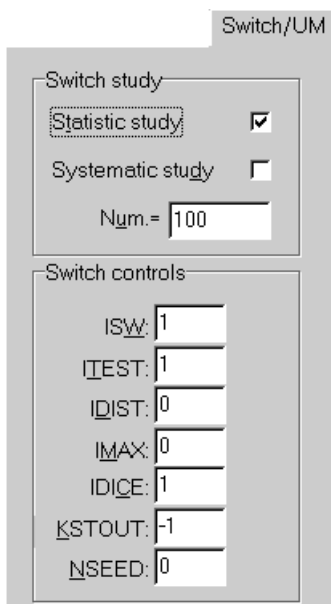 Switch/UM
Switch study
Statistic study
Systematic study
Num.= 100
Switch controls
ISW: 1
ITEST: 1
IDIST: 0
IMAX: 0
IDICE: 1
KSTOUT: -1
NSEED: 0